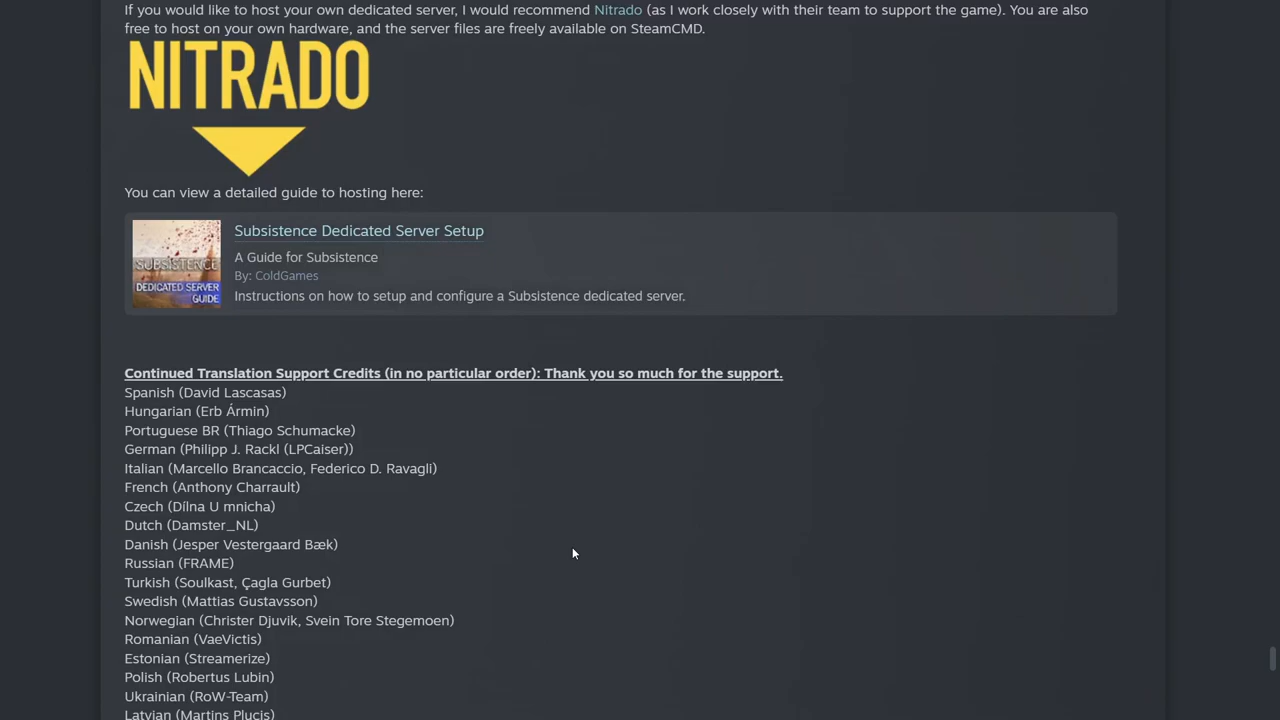 If you would like to host your own dedicated server, I would recommend Nitrado (as I work closely with their team to support the game). You are also
free to host on your own hardware, and the server files are freely available on SteamCMD.
NITRADO
You can view a detailed guide to hosting here:
Subsistence Dedicated Server Setup
A Guide for Subsistence
By: ColdGames
Instructions on how to setup and configure a Subsistence dedicated server.
SUBSISTENCE
DEDICATED SERVER
GUIDE
Continued Translation Support Credits (in no particular order): Thank you so much for the support.
Spanish (David Lascasas)
Hungarian (Erb Ármin)
Portuguese BR (Thiago Schumacke)
German (Philipp J. Rackl (LPCaiser))
Italian (Marcello Brancaccio, Federico D. Ravagli)
French (Anthony Charrault)
Czech (Dílna U mnicha)
Dutch (Damster_NL)
Danish (Jesper Vestergaard Bæk)
Russian (FRAME)
Turkish (Soulkast, Çagla Gurbet)
Swedish (Mattias Gustavsson)
Norwegian (Christer Djuvik, Svein Tore Stegemoen)
Romanian (VaeVictis)
Estonian (Streamerize)
Polish (Robertus Lubin)
Ukrainian (RoW-Team)
Latvian (Martins Plucis)